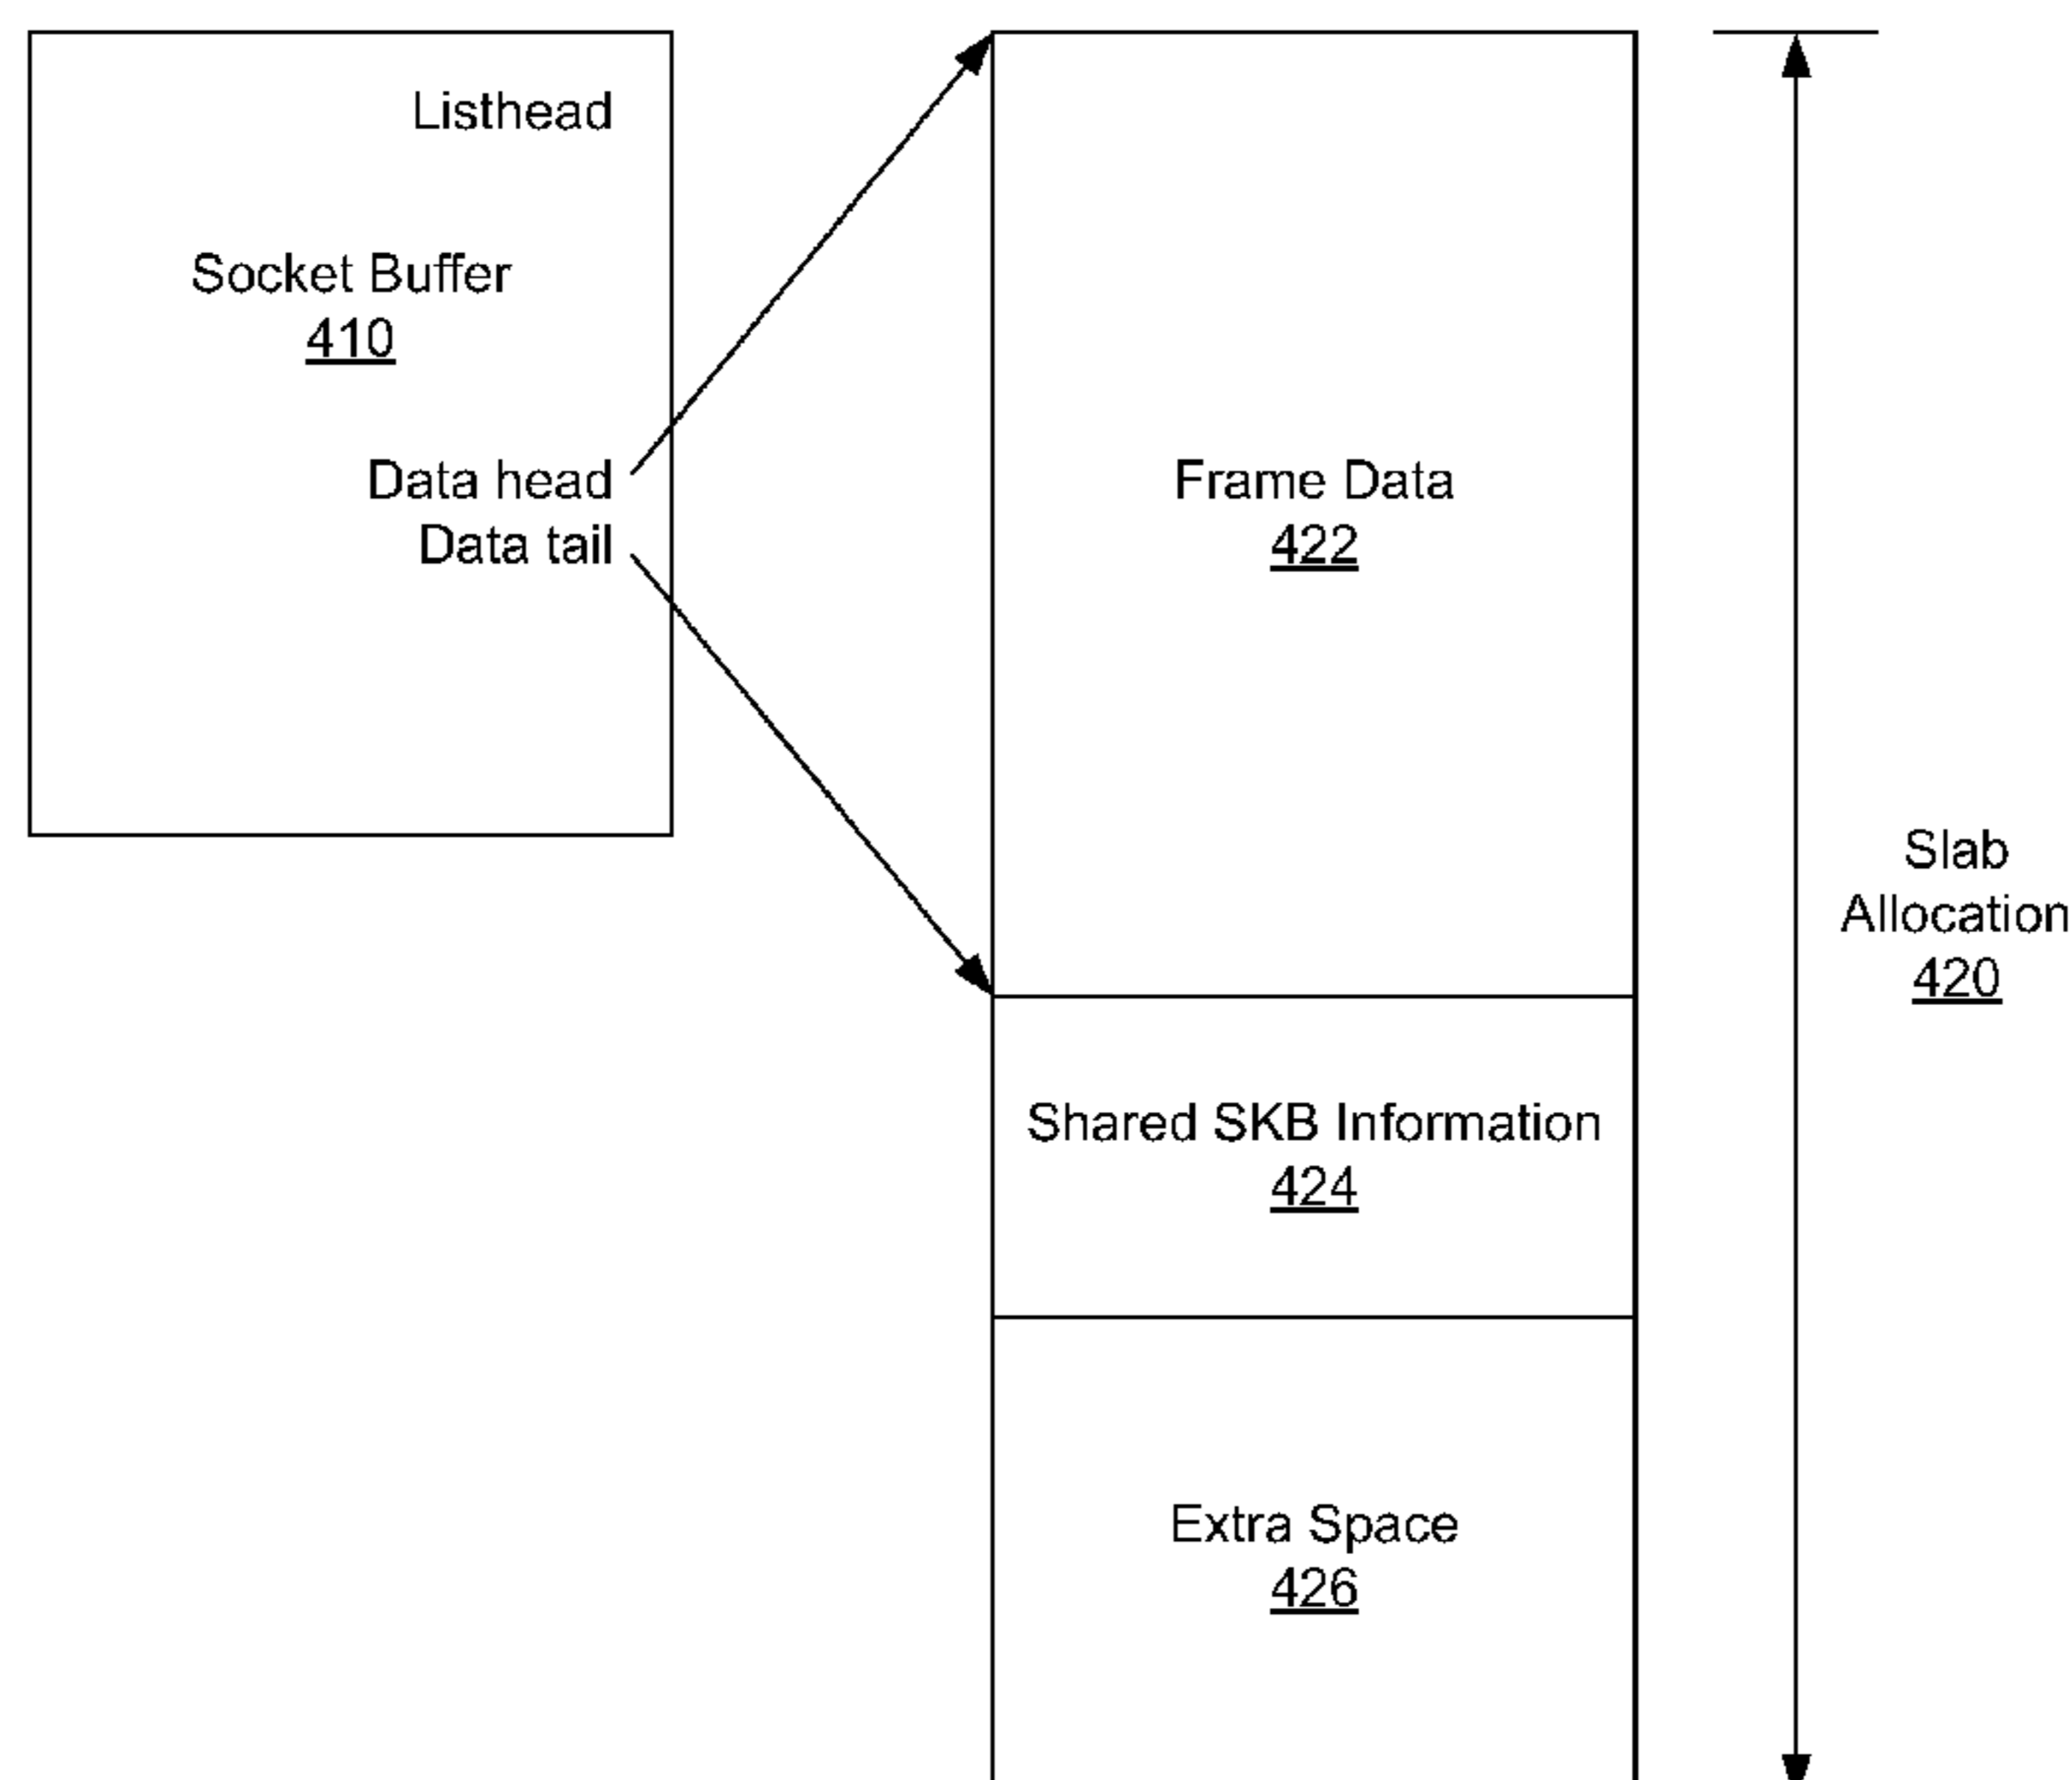 Listhead
Socket Buffer
410
Data head
Data tail
Frame Data
422
Shared SKB Information
424
Extra Space
426
Slab
Allocation
420